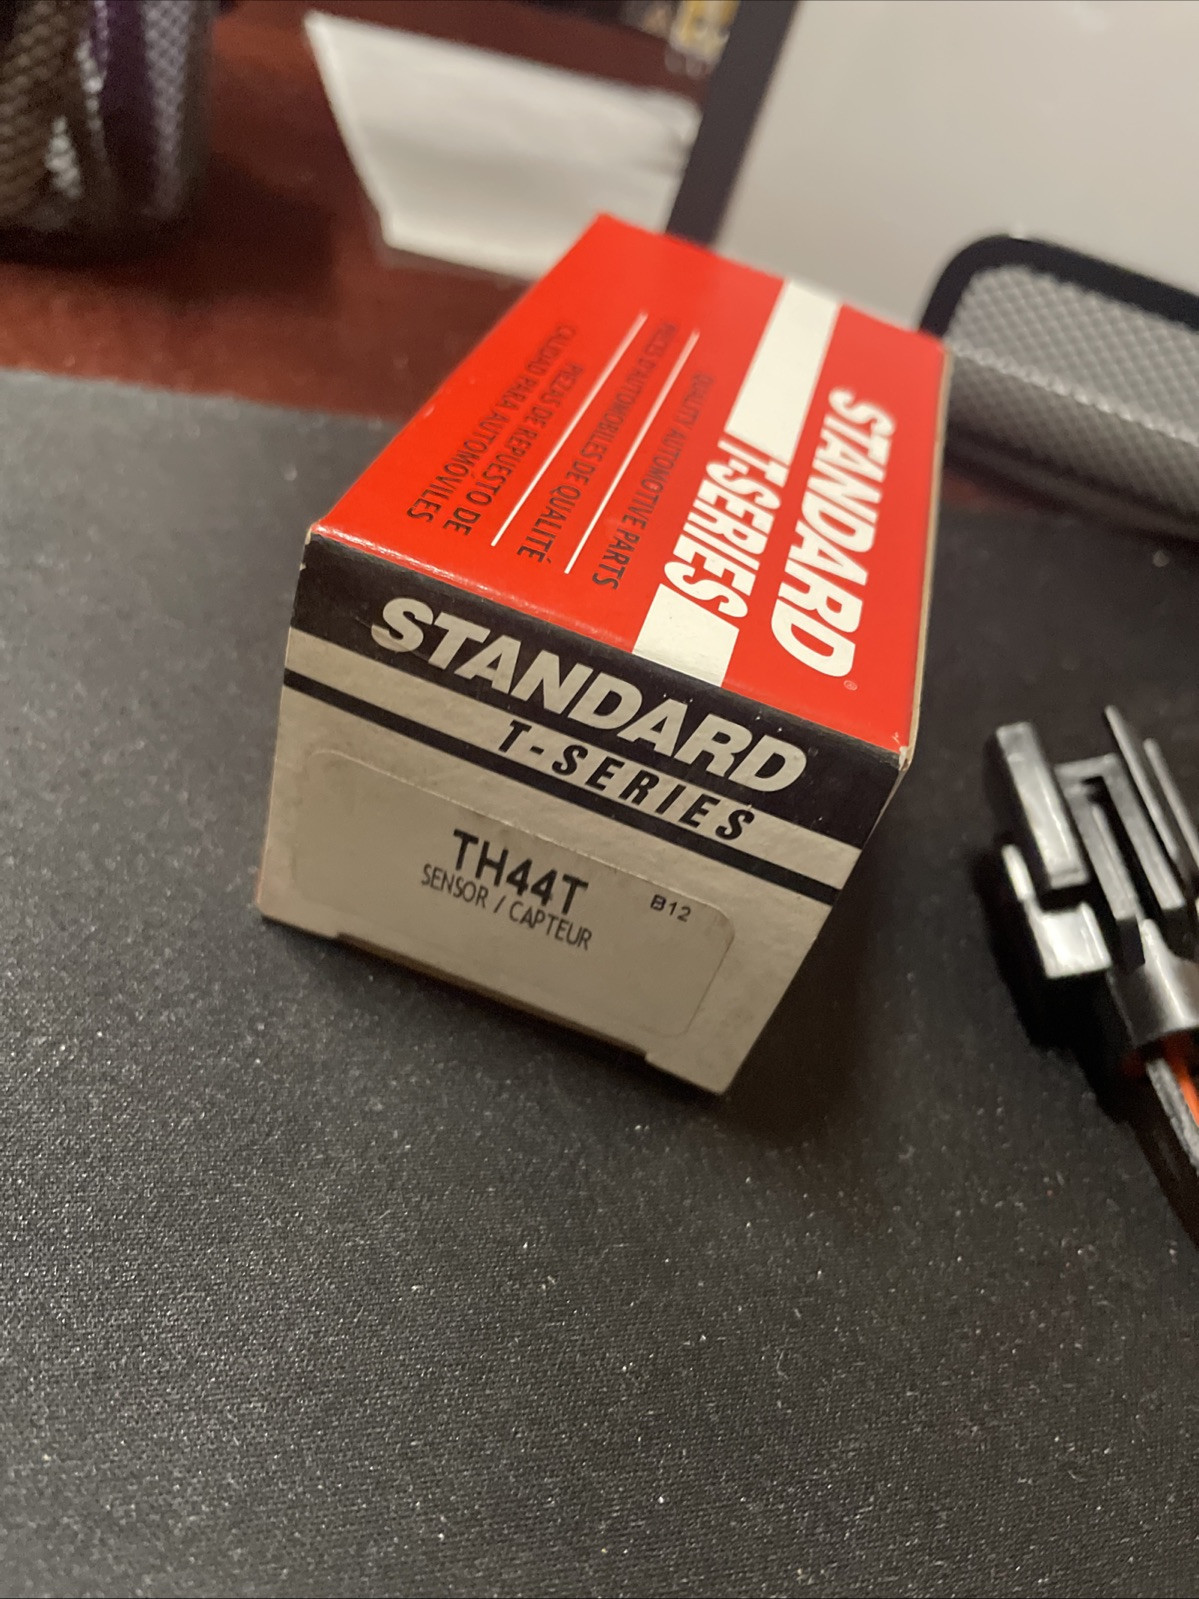 STANDARD®
T-SERIES
QUALITY AUTOMOTIVE PARTS
PIÈCES D'AUTOMOBILES DE QUALITÉ
PIEZAS DE REPUESTO DE
CALIDAD PARA AUTOMÓVILES
STANDARD
T-SERIES
TH44T
SENSOR / CAPTEUR
B12